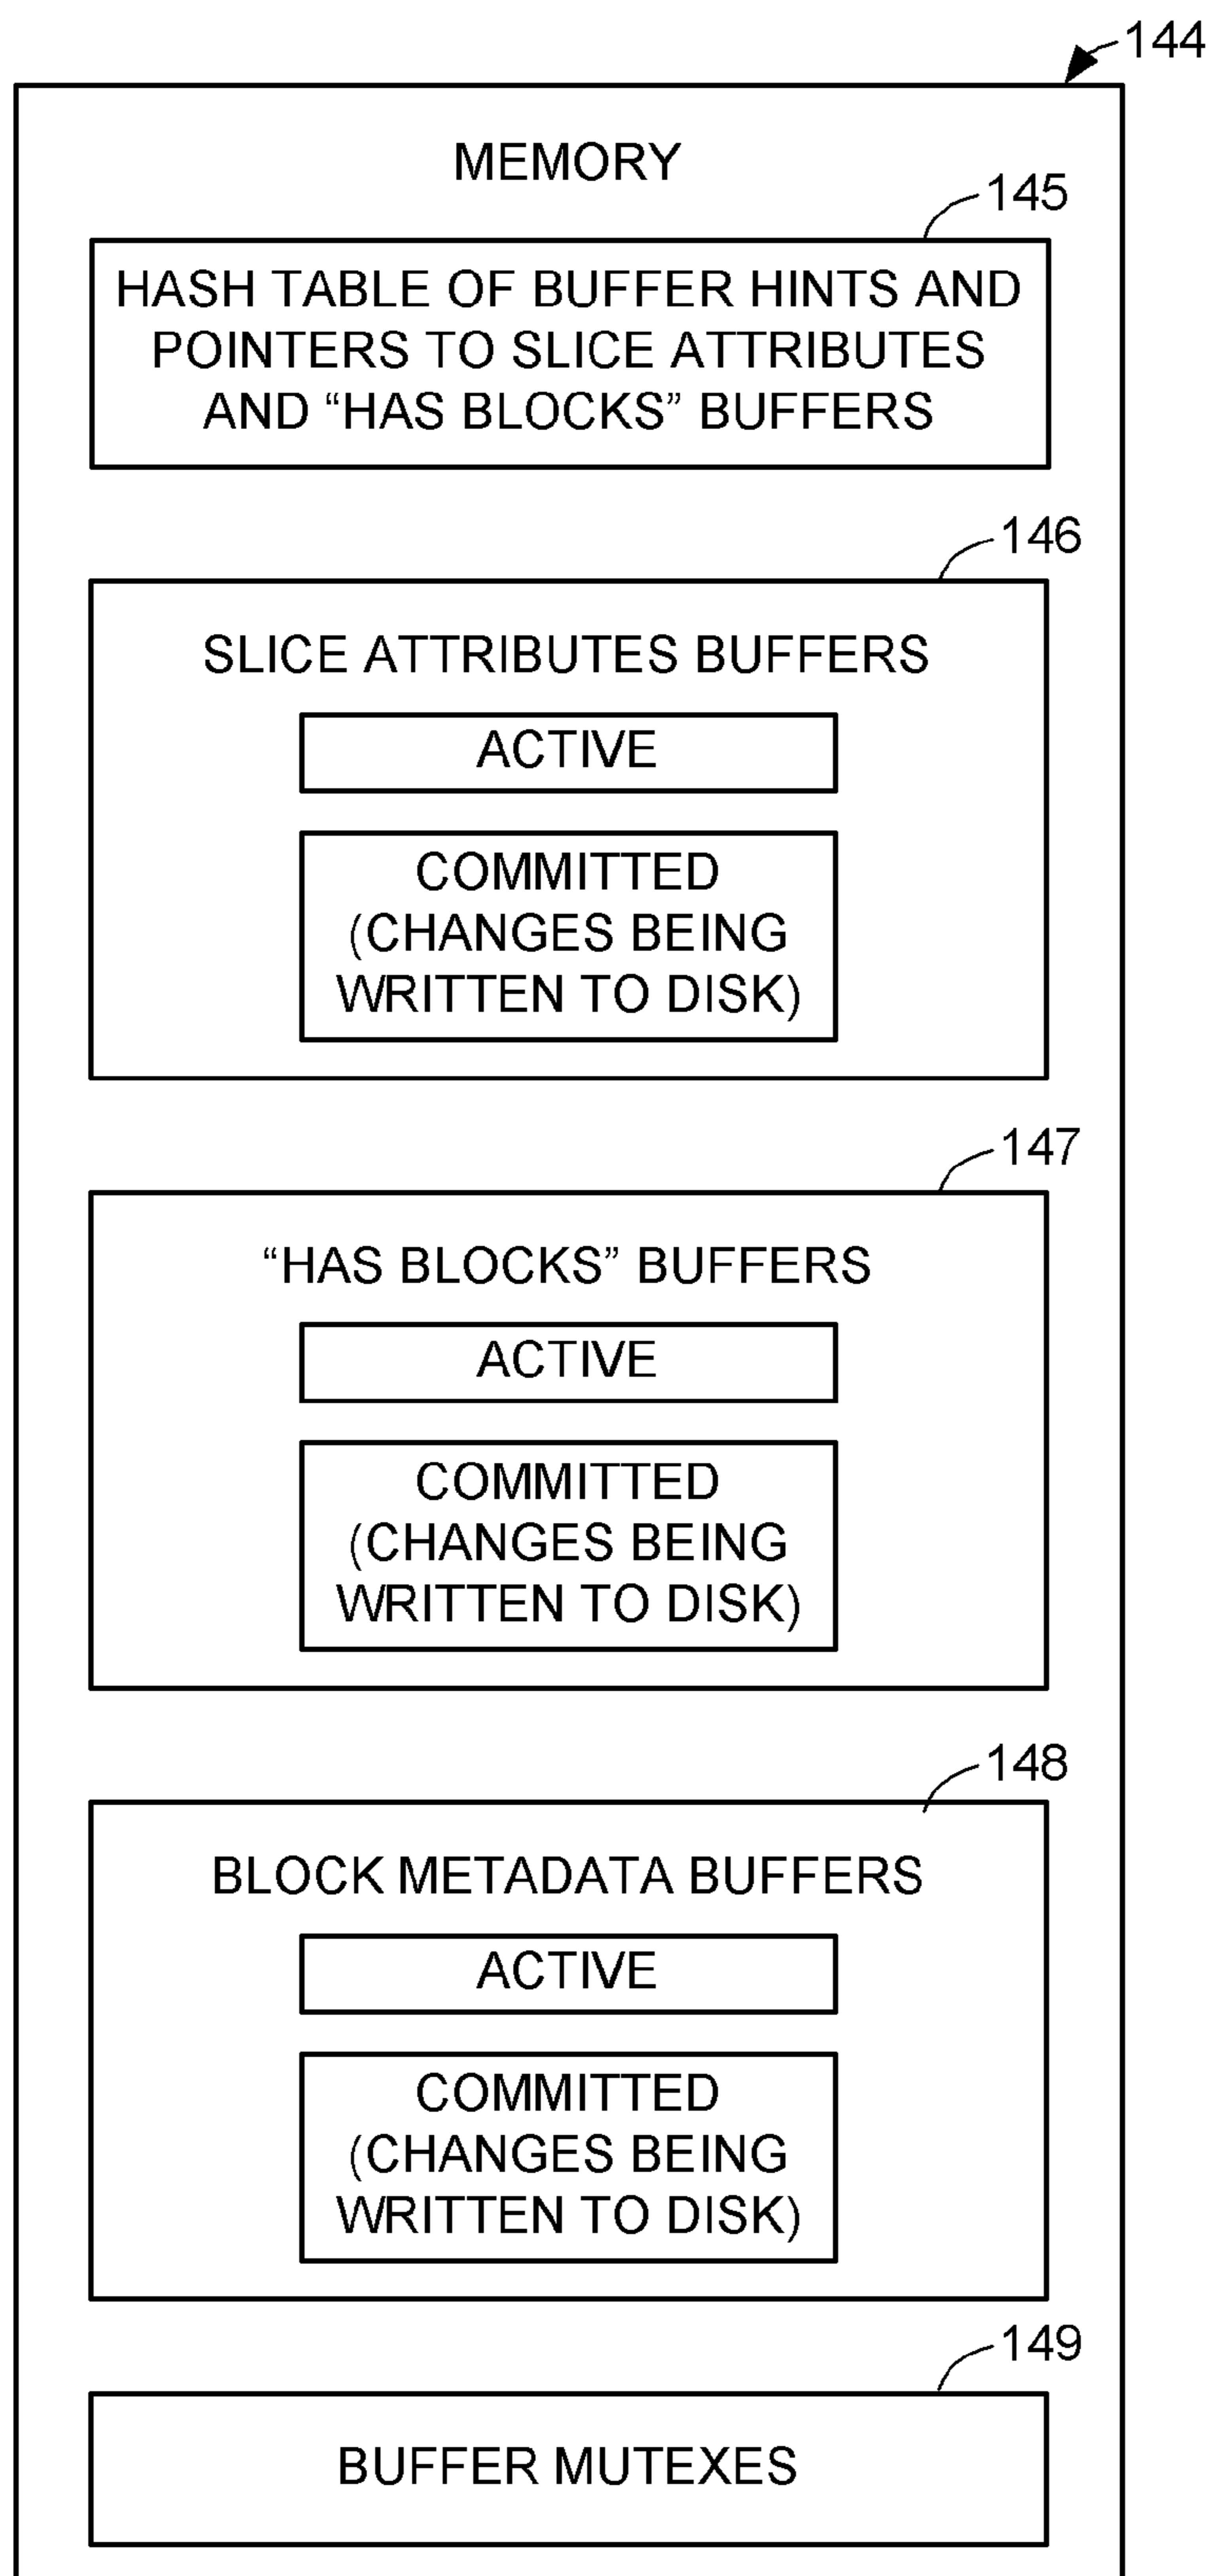 144
MEMORY
145
HASH TABLE OF BUFFER HINTS AND
POINTERS TO SLICE ATTRIBUTES
AND “HAS BLOCKS” BUFFERS
146
SLICE ATTRIBUTES BUFFERS
ACTIVE
COMMITTED
(CHANGES BEING
WRITTEN TO DISK)
147
“HAS BLOCKS” BUFFERS
ACTIVE
COMMITTED
(CHANGES BEING
WRITTEN TO DISK)
148
BLOCK METADATA BUFFERS
ACTIVE
COMMITTED
(CHANGES BEING
WRITTEN TO DISK)
149
BUFFER MUTEXES